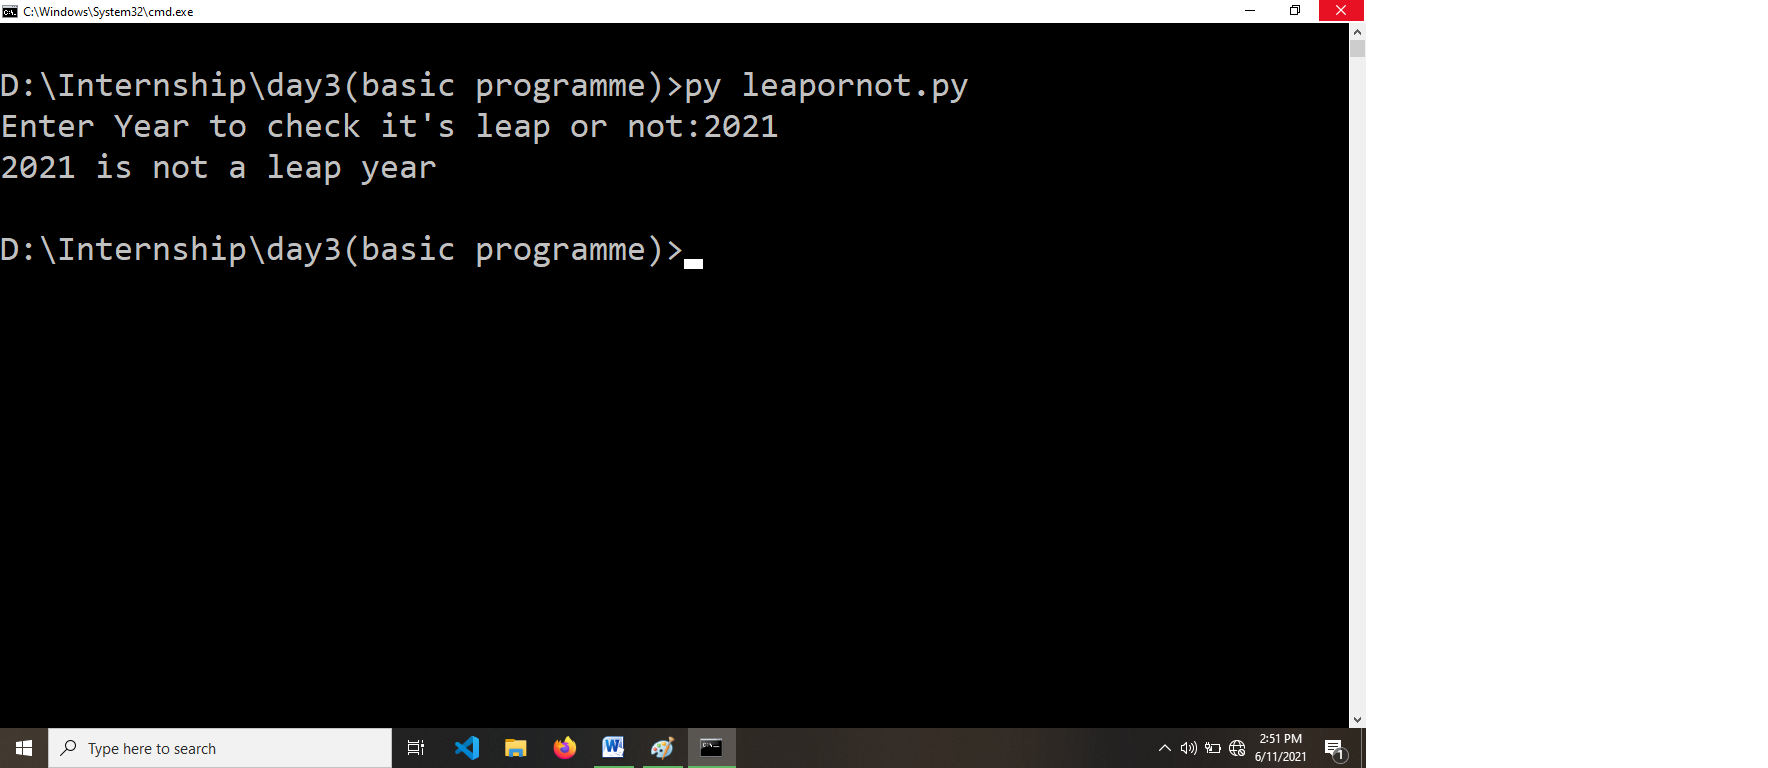 C:\Windows\System32\cmd.exe
D:\Internship\day3(basic programme)>py leapornot.py
Enter Year to check it's leap or not:2021
2021 is not a leap year
D:\Internship\day3(basic programme)>
Type here to search
2:51 PM
6/11/2021
1